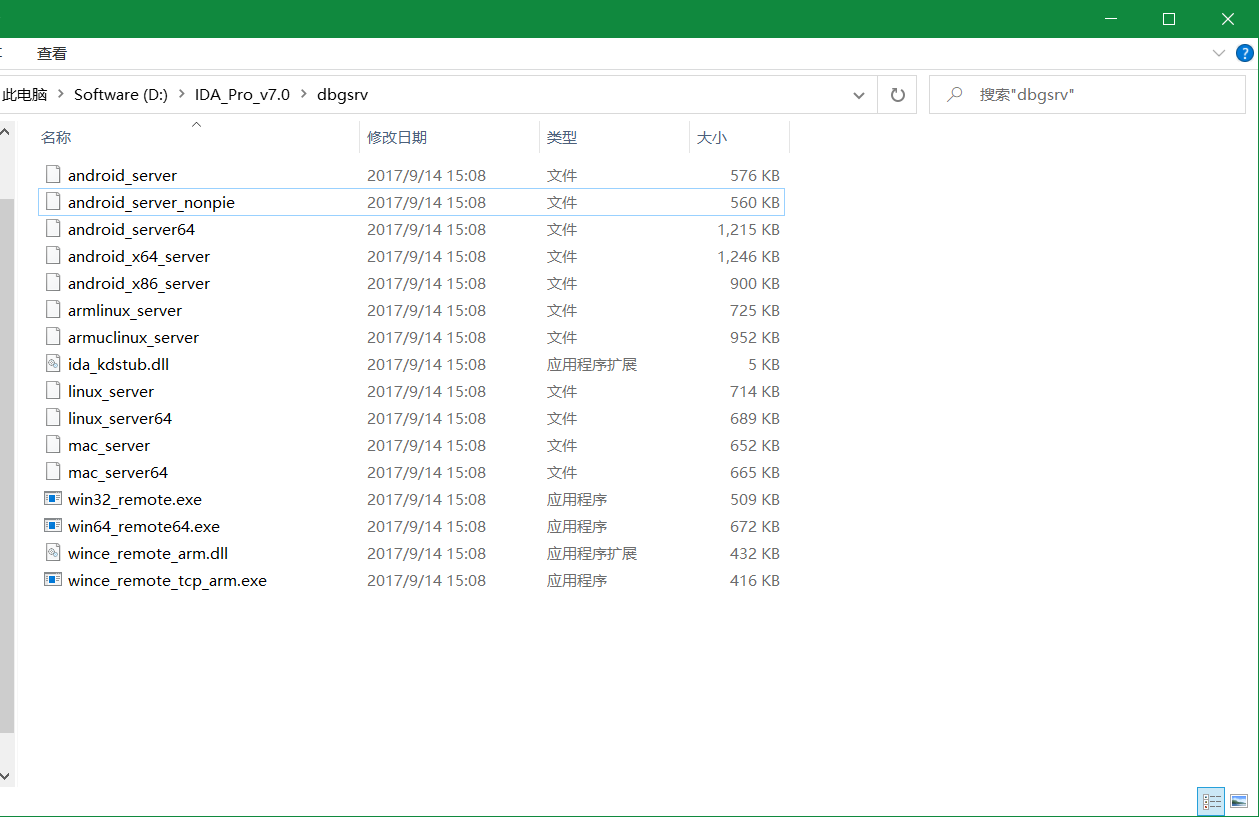 查看
?
此电脑 > Software (D:) > IDA_Pro_v7.0 > dbgsrv 搜索"dbgsrv"
名称 修改日期 类型 大小
android_server 2017/9/14 15:08 文件 576 KB
android_server_nonpie 2017/9/14 15:08 文件 560 KB
android_server64 2017/9/14 15:08 文件 1,215 KB
android_x64_server 2017/9/14 15:08 文件 1,246 KB
android_x86_server 2017/9/14 15:08 文件 900 KB
armlinux_server 2017/9/14 15:08 文件 725 KB
armuclinux_server 2017/9/14 15:08 文件 952 KB
ida_kdstub.dll 2017/9/14 15:08 应用程序扩展 5 KB
linux_server 2017/9/14 15:08 文件 714 KB
linux_server64 2017/9/14 15:08 文件 689 KB
mac_server 2017/9/14 15:08 文件 652 KB
mac_server64 2017/9/14 15:08 文件 665 KB
win32_remote.exe 2017/9/14 15:08 应用程序 509 KB
win64_remote64.exe 2017/9/14 15:08 应用程序 672 KB
wince_remote_arm.dll 2017/9/14 15:08 应用程序扩展 432 KB
wince_remote_tcp_arm.exe 2017/9/14 15:08 应用程序 416 KB